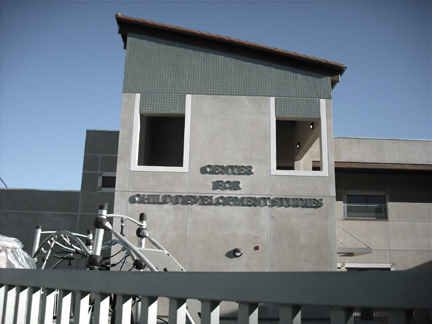 CENTER
FOR
CHILD DEVELOPMENT STUDIES